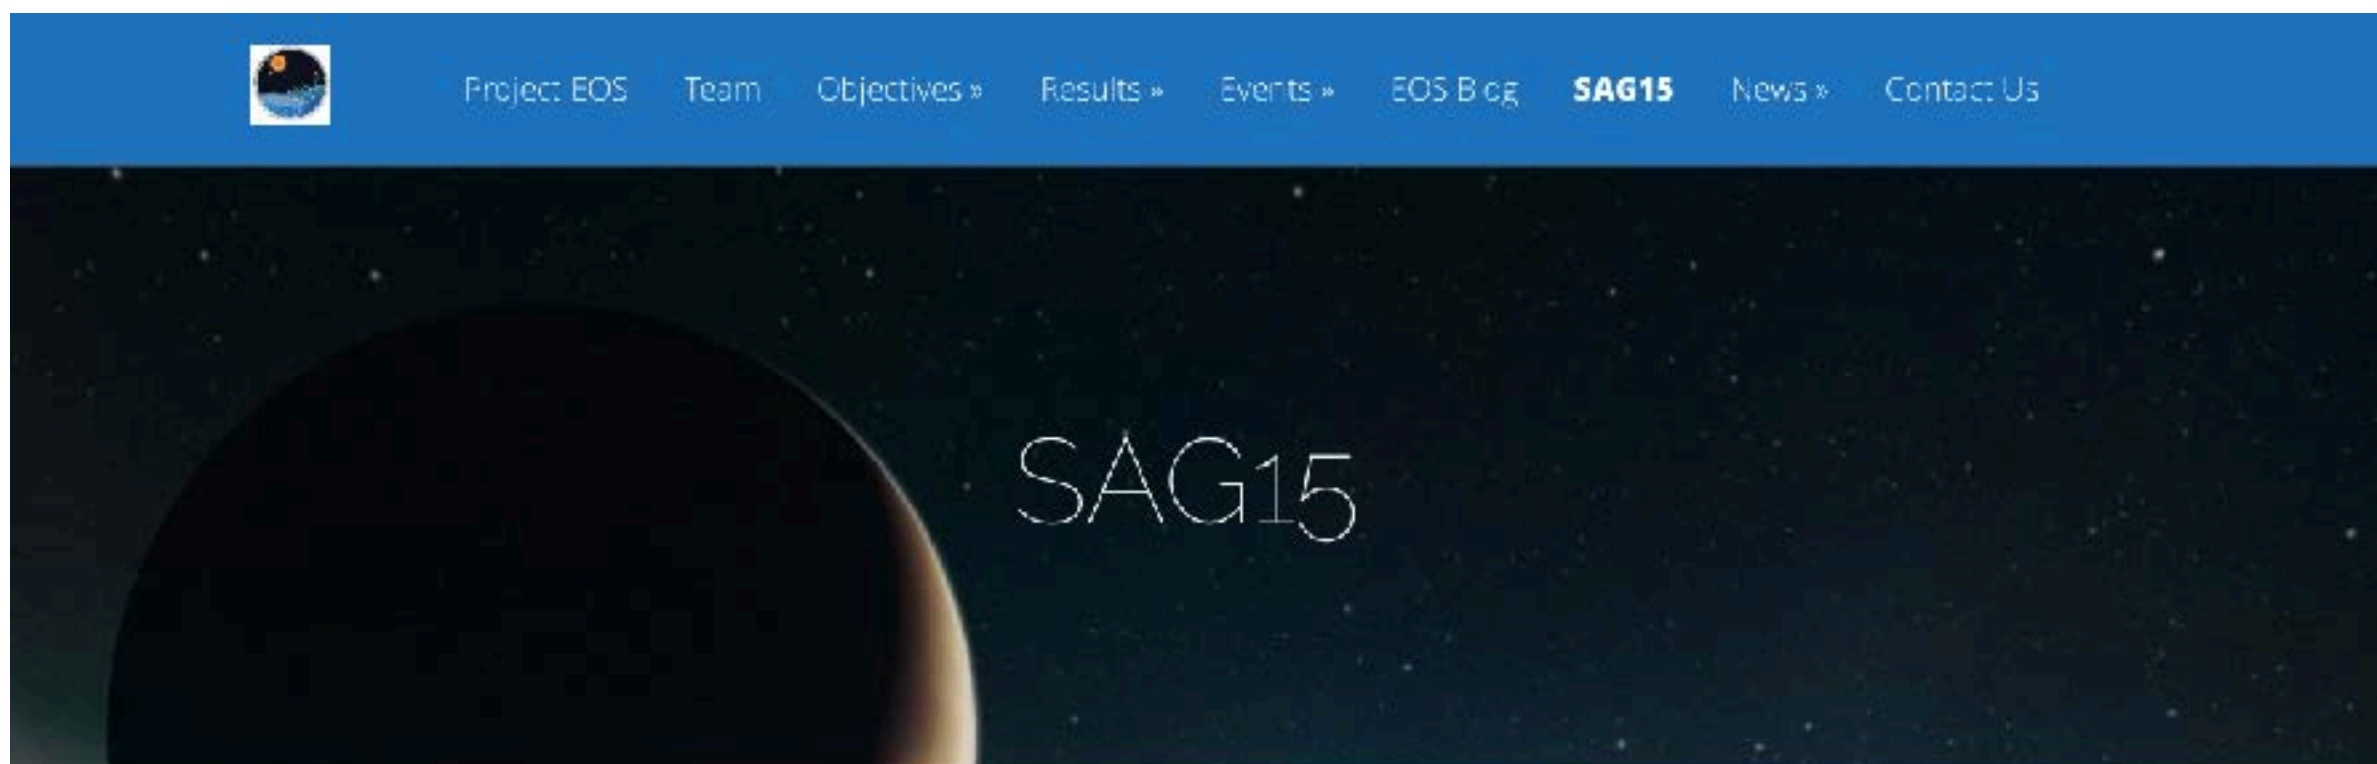 Project EOS Team Objectives » Results » Events » EOS Blog SAG15 News » Contact Us
SAG15